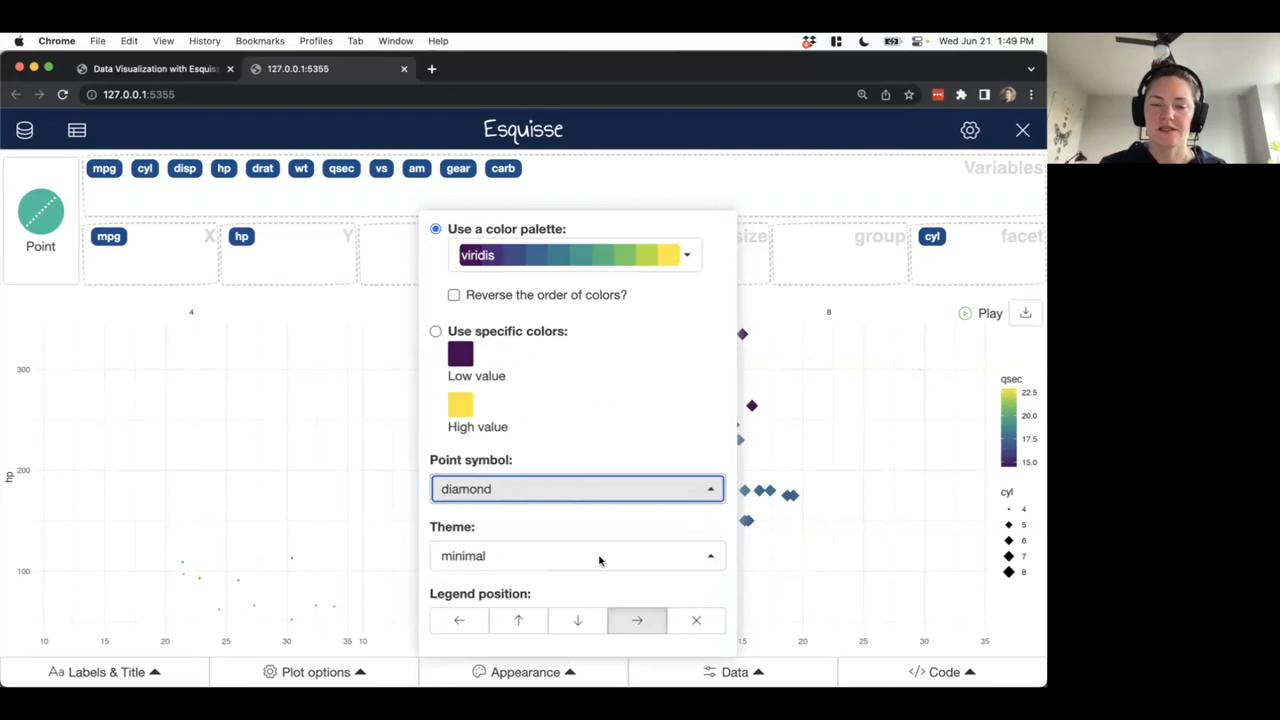 Chrome File Edit View History Bookmarks Profiles Tab Window Help Wed Jun 21 1:49 PM
Data Visualization with Esquiss 127.0.0.1:5355
127.0.0.1:5355
Esquisse
mpg cyl disp hp drat wt qsec vs am gear carb Variables
Point
mpg X hp Y size group cyl facet
Use a color palette:
viridis
Reverse the order of colors?
Use specific colors:
Low value
High value
Point symbol:
diamond
Theme:
minimal
Legend position:
4 8 Play
300
200
100
hp
10 15 20 25 30 35 10 15 20 25 30 35
qsec
22.5
20.0
17.5
15.0
cyl
4
5
6
7
8
Aa Labels & Title Plot options Appearance Data </> Code